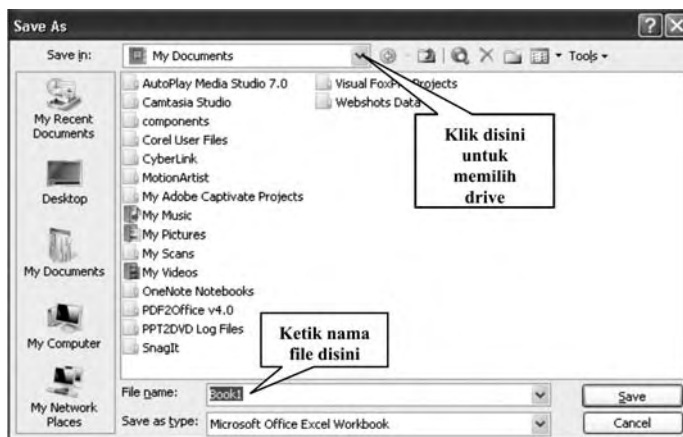 Save As
Save in:
My Documents
Tools
My Recent
Documents
Desktop
My Documents
My Computer
My Network
Places
AutoPlay Media Studio 7.0
Camtasia Studio
components
Corel User Files
CyberLink
MotionArtist
My Adobe Captivate Projects
My Music
My Pictures
My Scans
My Videos
OneNote Notebooks
PDF2Office v4.0
PPT2DVD Log Files
SnagIt
Visual FoxPro Projects
Webshots Data
Klik disini
untuk
memilih
drive
Ketik nama
file disini
File name:
Book1
Save
Save as type:
Microsoft Office Excel Workbook
Cancel